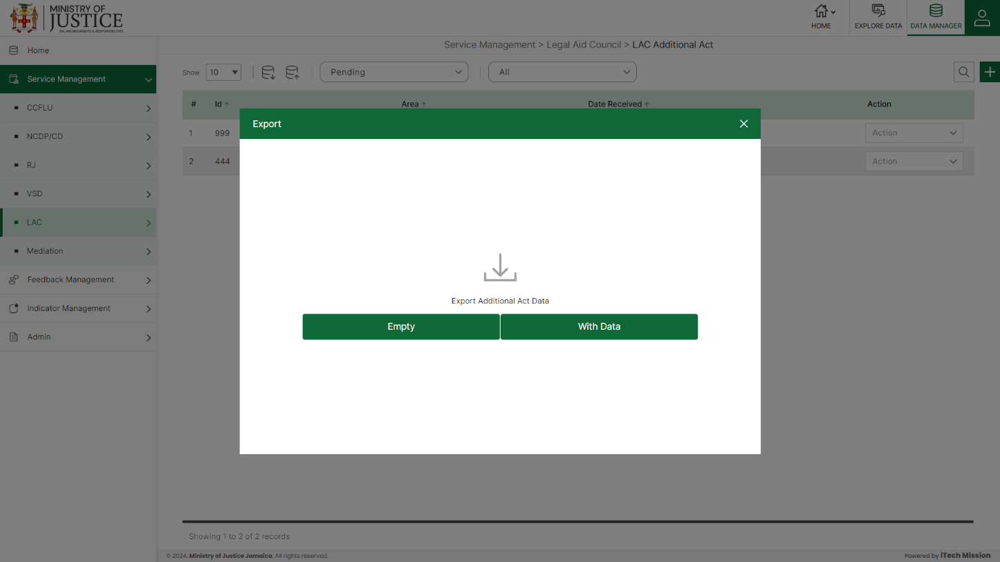 MINISTRY OF
JUSTICE
BALANCING RIGHTS & RESPONSIBILITIES
HOME
EXPLORE DATA
DATA MANAGER
Home
Service Management
CCFLU
NCDP/CD
RJ
VSD
LAC
Mediation
Feedback Management
Indicator Management
Admin
Service Management > Legal Aid Council > LAC Additional Act
Show 10 Pending All
# Id Area Date Received Action
1 999 Action
2 444 Action
Export
Export Additional Act Data
Empty With Data
Showing 1 to 2 of 2 records
© 2024. Ministry of Justice Jamaica. All rights reserved.
Powered by iTech Mission